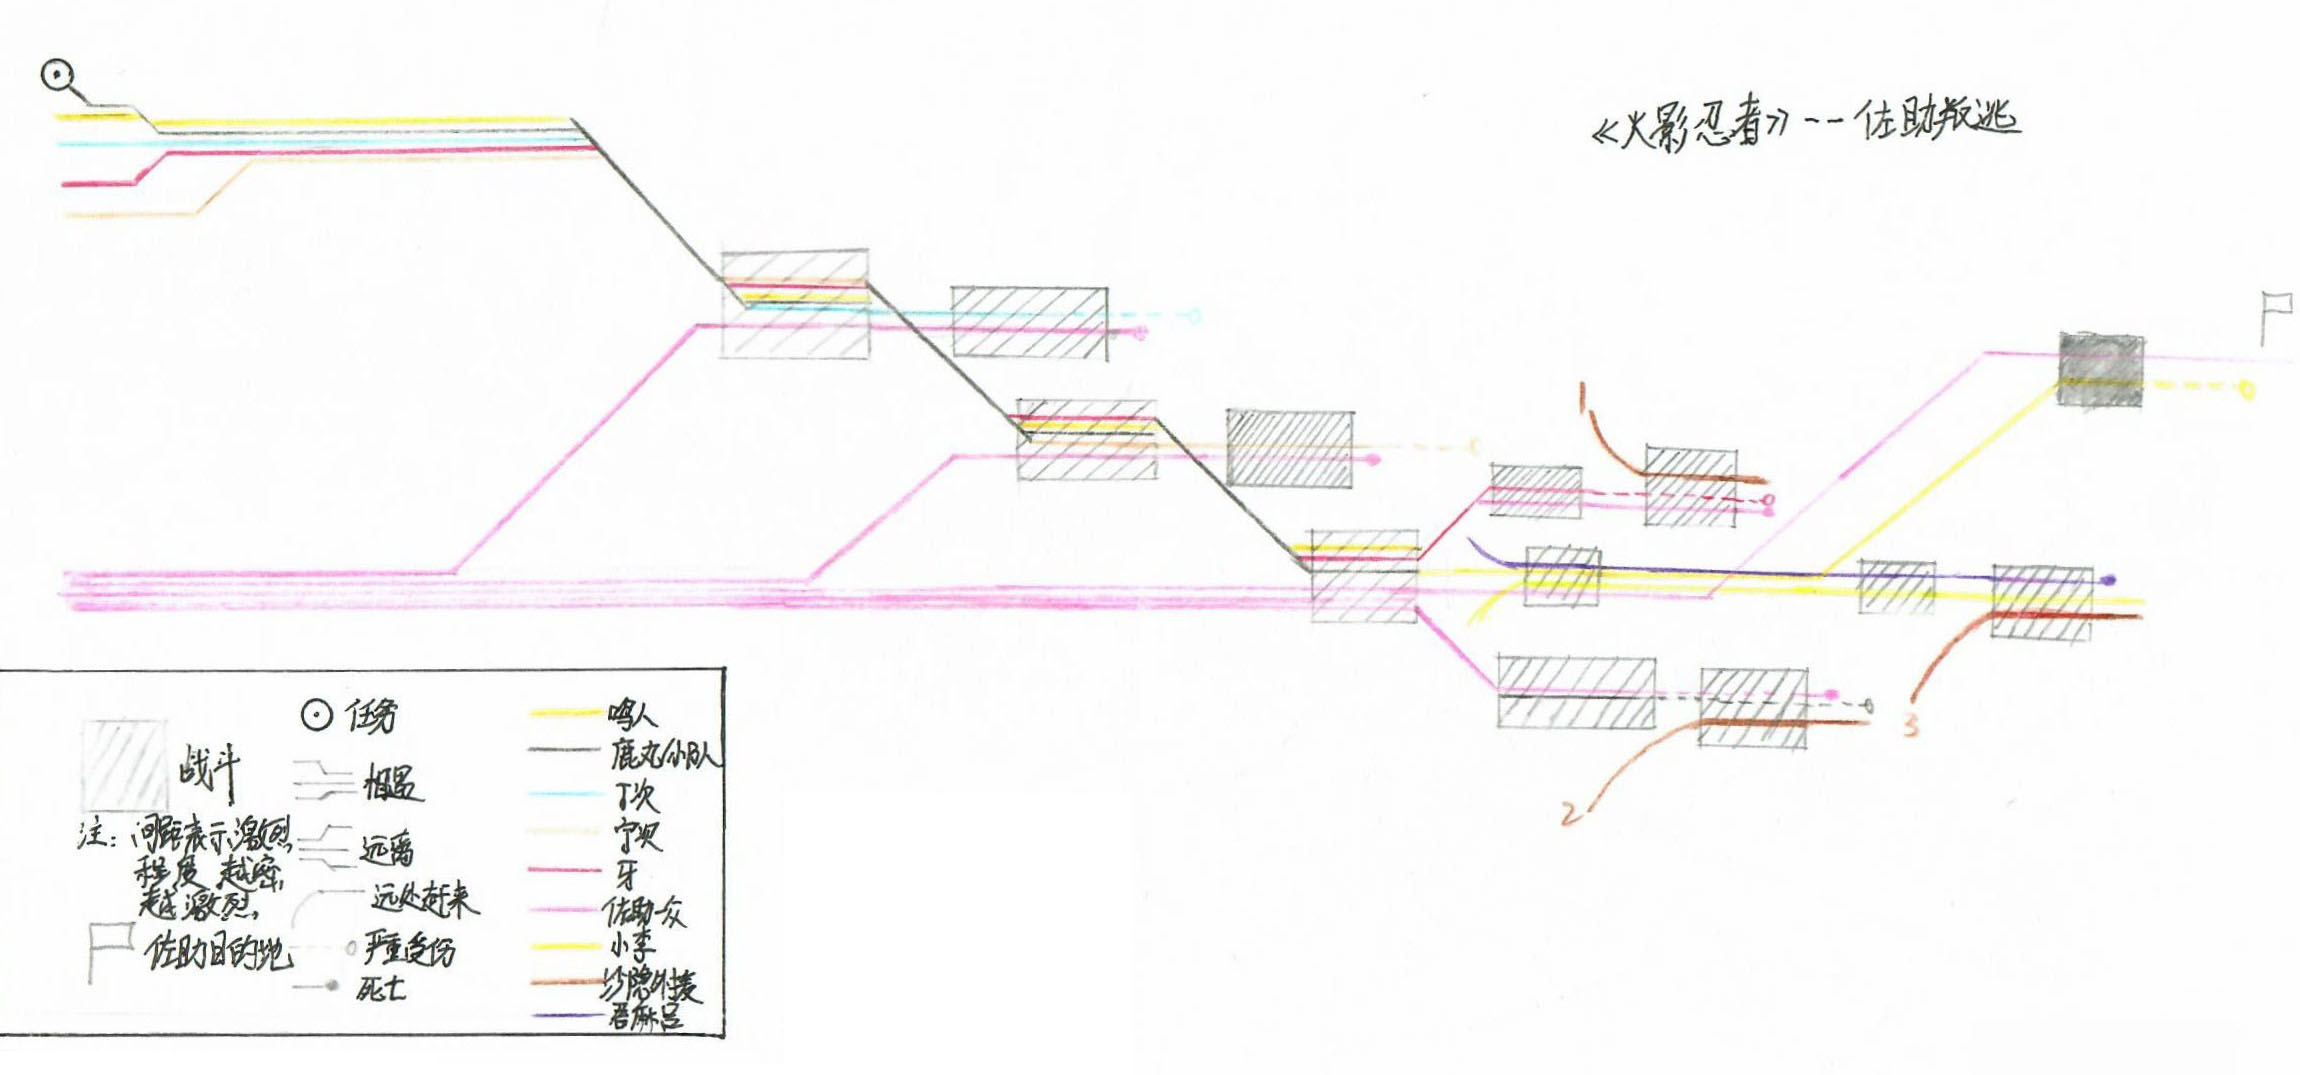 《火影忍者》--佐助叛逃
1
2
3
战斗
注：间距表示激烈
程度,越密,
越激烈,
佐助目的地
任务
相遇
远离
远处赶来
严重受伤
死亡
鸣人
鹿丸/小队
丁次
宁次
牙
佐助众
小李
沙隐外援
君麻吕